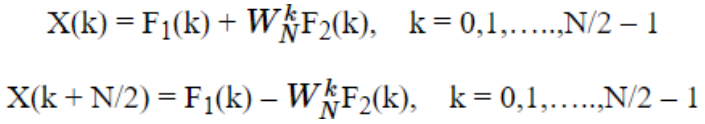 X(k) = F₁(k) + W_N^k F₂(k), k = 0,1,…..,N/2 – 1
X(k + N/2) = F₁(k) – W_N^k F₂(k), k = 0,1,…..,N/2 – 1